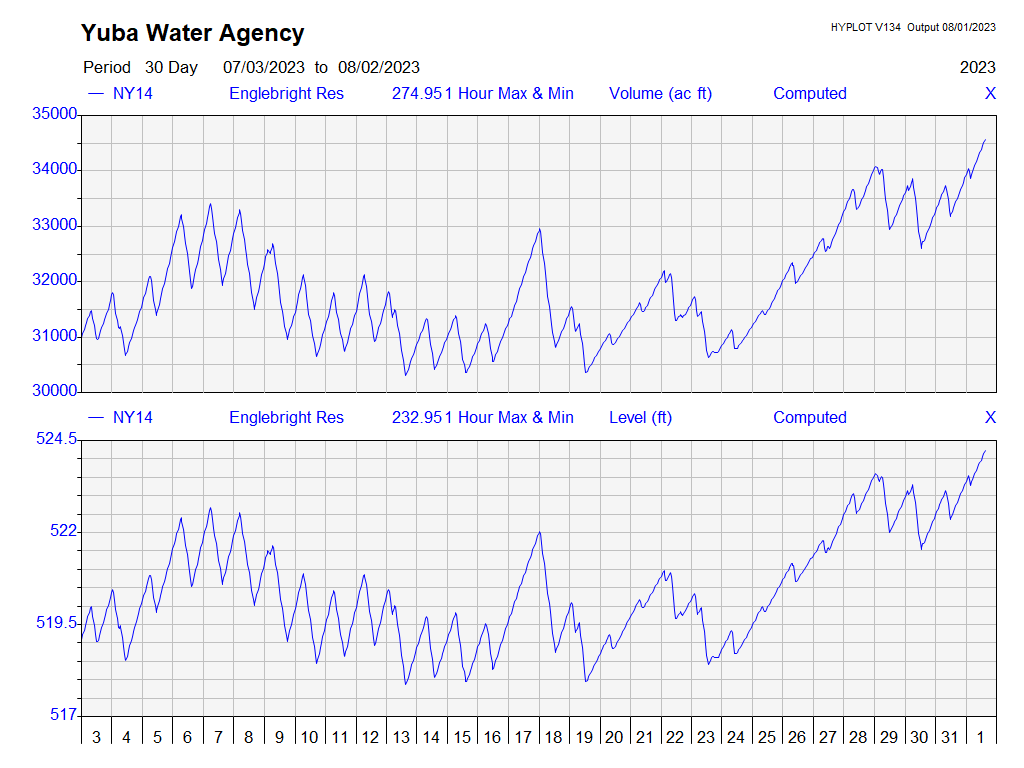 Yuba Water Agency
HYPLOT V134 Output 08/01/2023
Period 30 Day 07/03/2023 to 08/02/2023 2023
NY14 Englebright Res 274.951 Hour Max & Min Volume (ac ft) Computed X
35000
34000
33000
32000
31000
30000
NY14 Englebright Res 232.951 Hour Max & Min Level (ft) Computed X
524.5
522
519.5
517
3 4 5 6 7 8 9 10 11 12 13 14 15 16 17 18 19 20 21 22 23 24 25 26 27 28 29 30 31 1